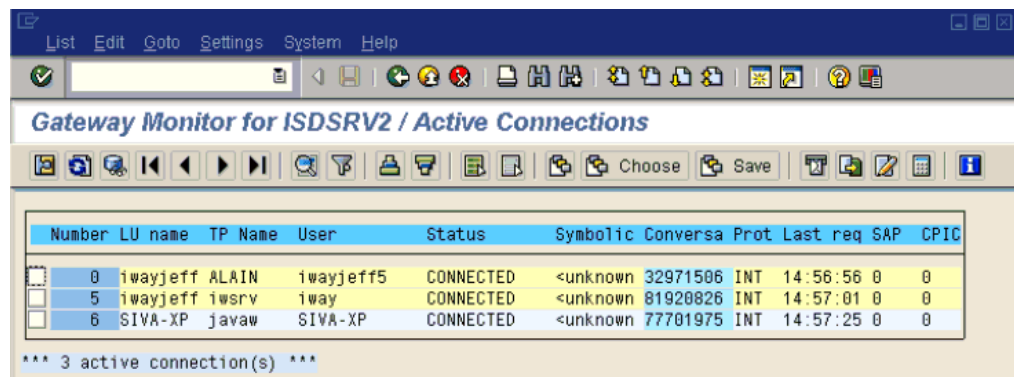 List Edit Goto Settings System Help
Gateway Monitor for ISDSRV2 / Active Connections
Choose Save
Number LU name TP Name User Status Symbolic Conversa Prot Last req SAP CPIC
0 iwayjeff ALAIN iwayjeff5 CONNECTED <unknown 32971506 INT 14:56:56 0 0
5 iwayjeff iwsrv iway CONNECTED <unknown 81920826 INT 14:57:01 0 0
6 SIVA-XP javaw SIVA-XP CONNECTED <unknown 77701975 INT 14:57:25 0 0
*** 3 active connection(s) ***